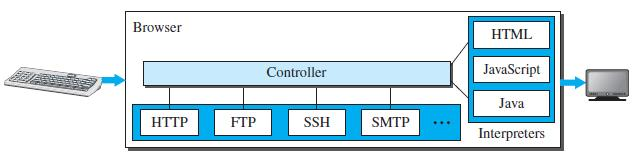 Browser
HTML
Controller
JavaScript
Java
HTTP FTP SSH SMTP ...
Interpreters